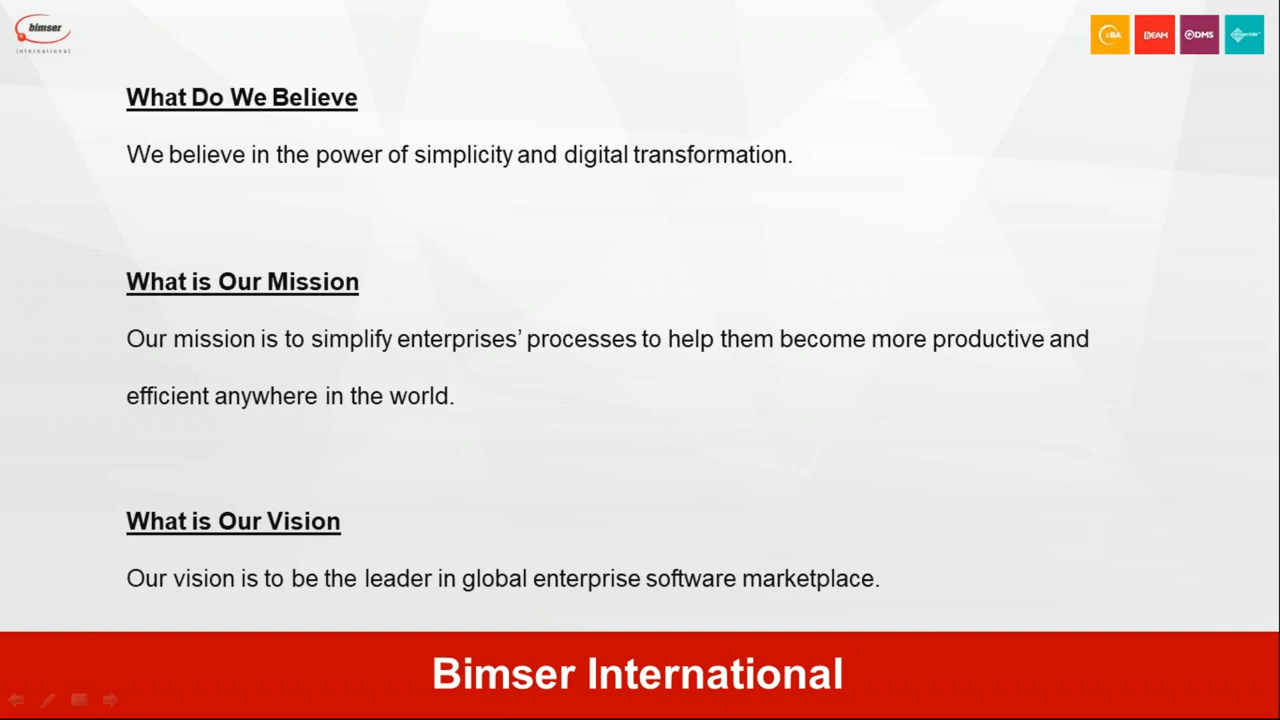 bimser
international
eBA
BEAM
QDMS
What Do We Believe
We believe in the power of simplicity and digital transformation.
What is Our Mission
Our mission is to simplify enterprises’ processes to help them become more productive and
efficient anywhere in the world.
What is Our Vision
Our vision is to be the leader in global enterprise software marketplace.
Bimser International